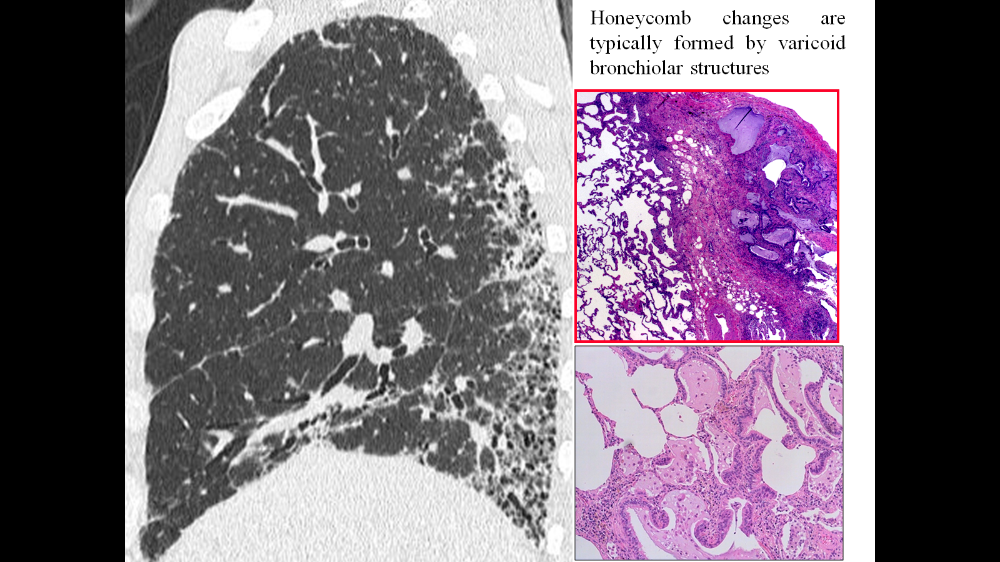 Honeycomb changes are
typically formed by varicoid
bronchiolar structures